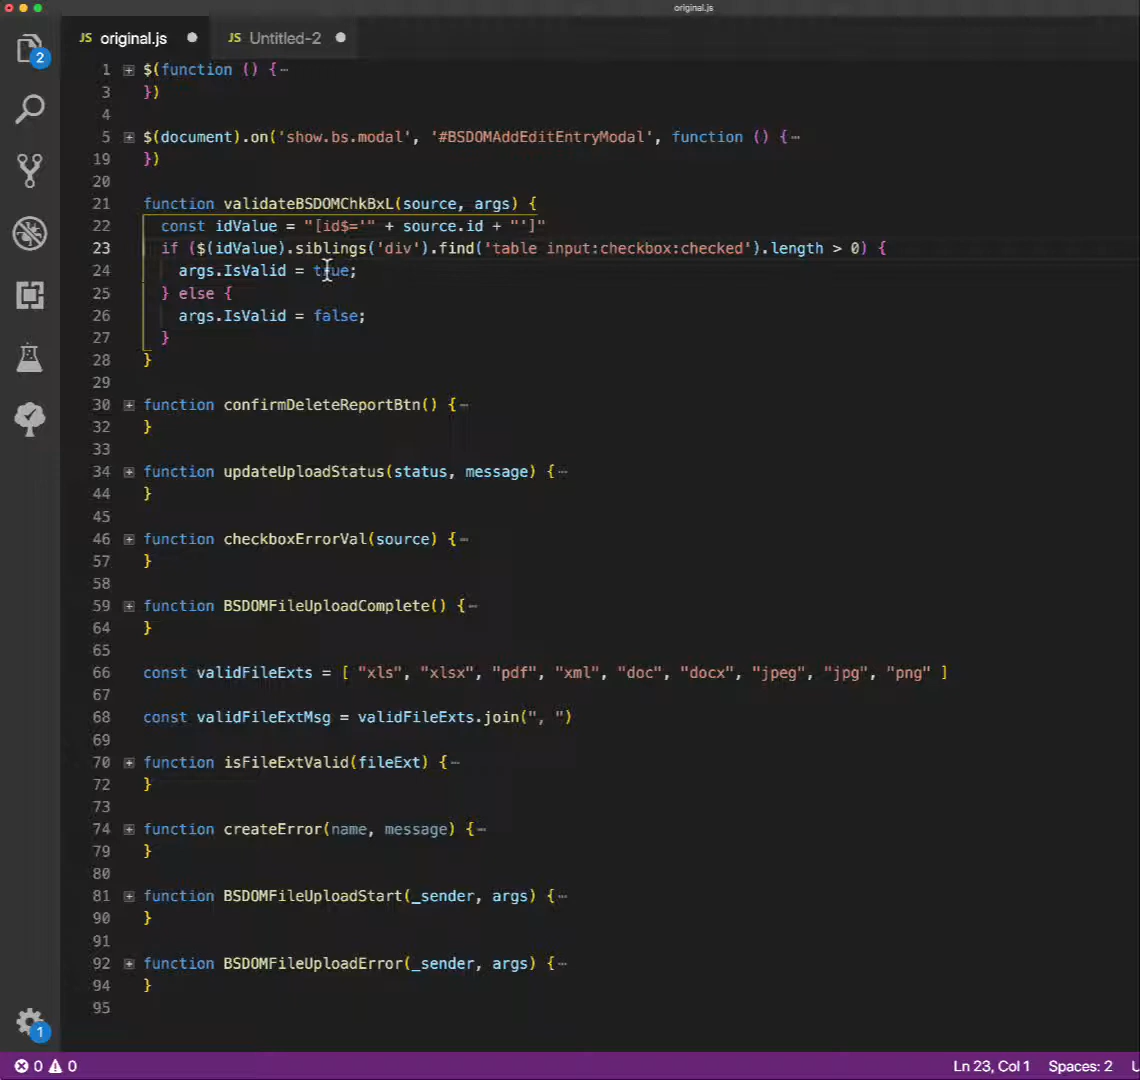 original.js
JS original.js ● JS Untitled-2 ●
2
1 $(function () {⋯
3 })
4
5 $(document).on('show.bs.modal', '#BSDOMAddEditEntryModal', function () {⋯
19 })
20
21 function validateBSDOMChkBxL(source, args) {
22 const idValue = "[id$='" + source.id + "']"
23 if ($(idValue).siblings('div').find('table input:checkbox:checked').length > 0) {
24 args.IsValid = true;
25 } else {
26 args.IsValid = false;
27 }
28 }
29
30 function confirmDeleteReportBtn() {⋯
32 }
33
34 function updateUploadStatus(status, message) {⋯
44 }
45
46 function checkboxErrorVal(source) {⋯
57 }
58
59 function BSDOMFileUploadComplete() {⋯
64 }
65
66 const validFileExts = [ "xls", "xlsx", "pdf", "xml", "doc", "docx", "jpeg", "jpg", "png" ]
67
68 const validFileExtMsg = validFileExts.join(", ")
69
70 function isFileExtValid(fileExt) {⋯
72 }
73
74 function createError(name, message) {⋯
79 }
80
81 function BSDOMFileUploadStart(_sender, args) {⋯
90 }
91
92 function BSDOMFileUploadError(_sender, args) {⋯
94 }
95
1
0 0 Ln 23, Col 1 Spaces: 2